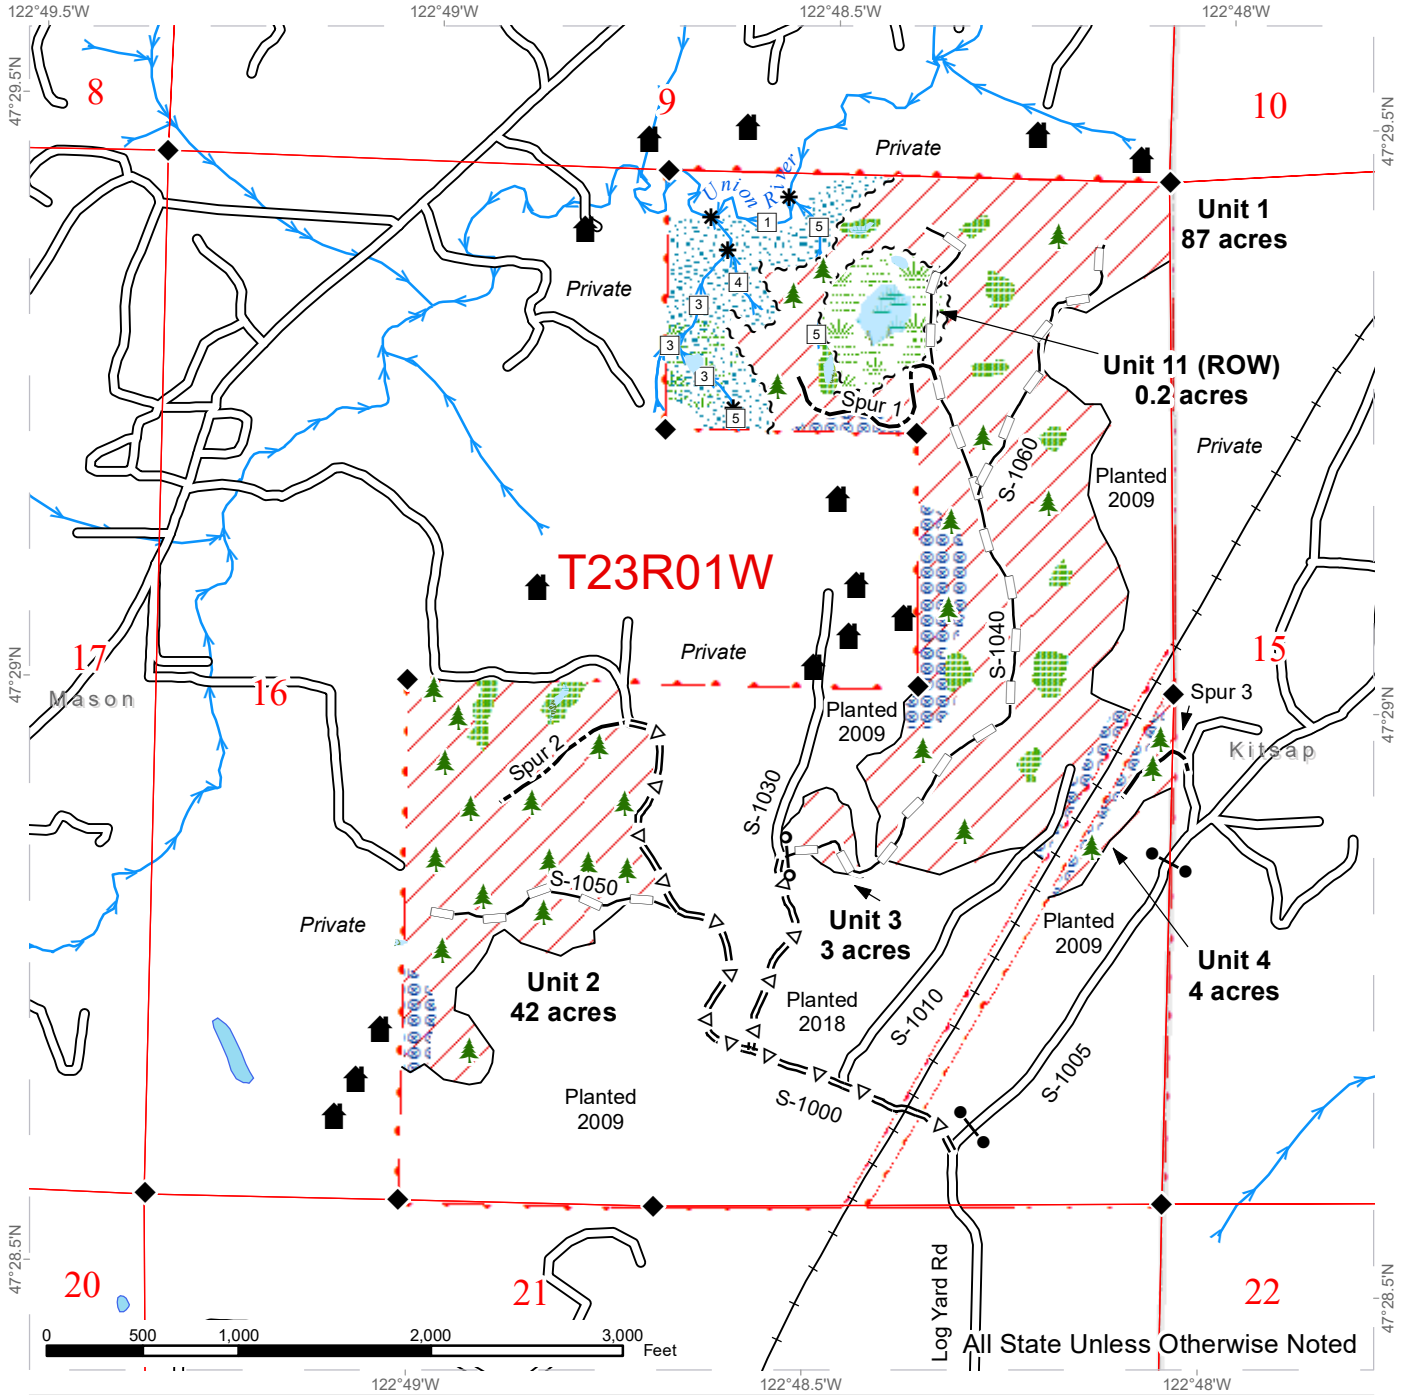 122°49.5'W
122°49'W
122°48.5'W
122°48'W
47°29.5'N
47°29.5'N
8
9
10
Private
Union River
Unit 1
87 acres
1
5
4
3
Private
3
5
3
5
Spur 1
Unit 11 (ROW)
0.2 acres
Private
S-1060
Planted
2009
T23R01W
S-1040
17
16
15
Mason
47°29'N
47°29'N
Private
Planted
2009
Spur 3
Kitsap
Spur 2
S-1030
S-1050
Private
Unit 3
3 acres
Planted
2009
Unit 4
4 acres
Unit 2
42 acres
Planted
2018
S-1010
S-1005
S-1000
Planted
2009
47°28.5'N
47°28.5'N
20
21
22
Log Yard Rd
0
500
1,000
2,000
3,000
Feet
All State Unless Otherwise Noted
122°49'W
122°48.5'W
122°48'W